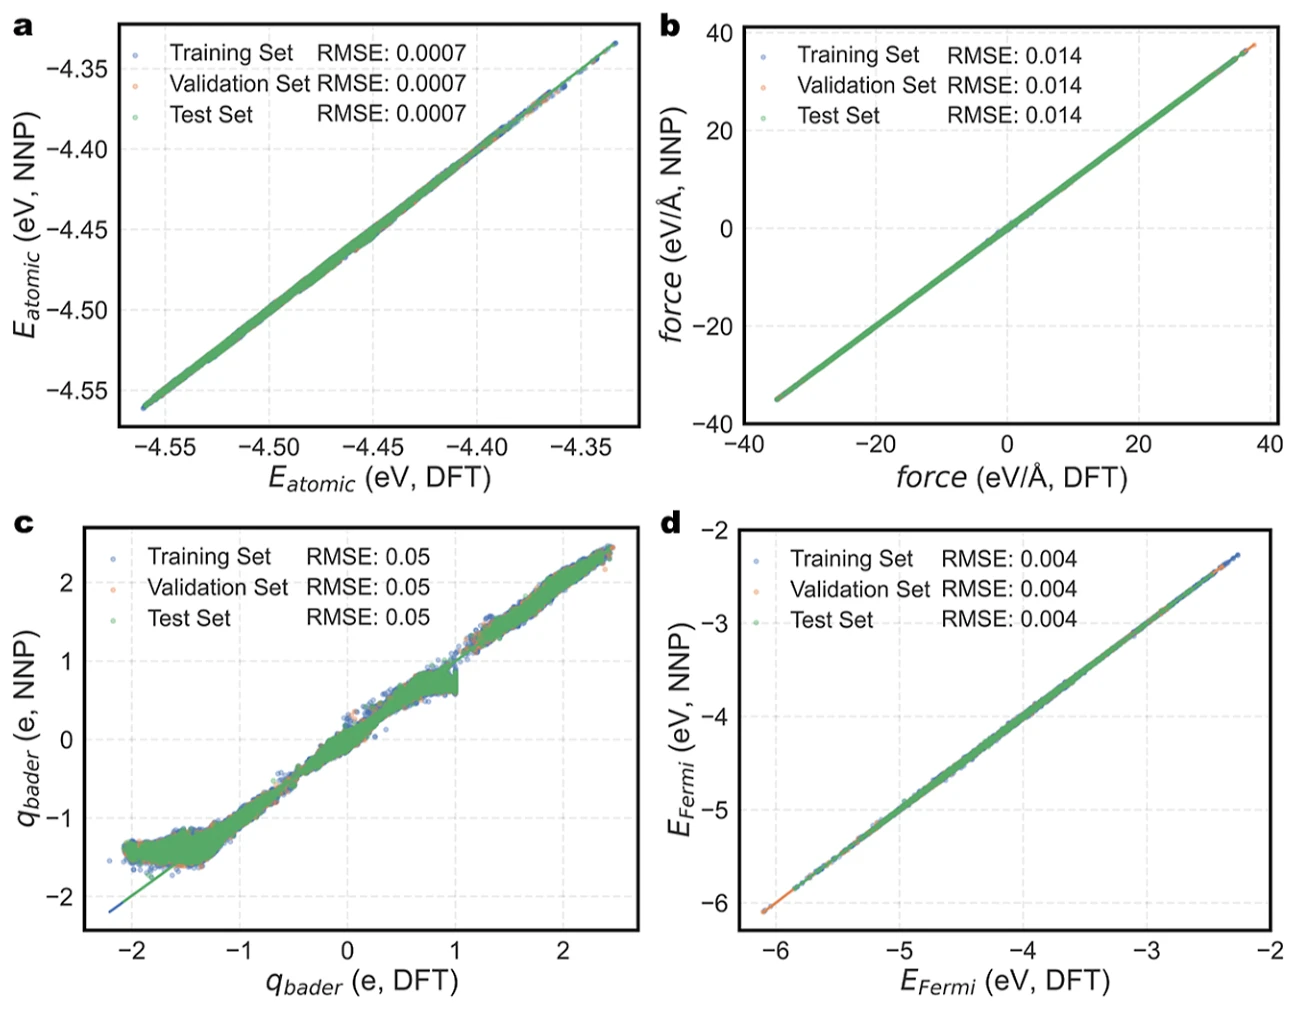 a
Training Set RMSE: 0.0007
Validation Set RMSE: 0.0007
Test Set RMSE: 0.0007
−4.35
−4.40
−4.45
−4.50
−4.55
E_atomic (eV, NNP)
−4.55 −4.50 −4.45 −4.40 −4.35
E_atomic (eV, DFT)
b
Training Set RMSE: 0.014
Validation Set RMSE: 0.014
Test Set RMSE: 0.014
40
20
0
−20
−40
force (eV/Å, NNP)
−40 −20 0 20 40
force (eV/Å, DFT)
c
Training Set RMSE: 0.05
Validation Set RMSE: 0.05
Test Set RMSE: 0.05
2
1
0
−1
−2
q_bader (e, NNP)
−2 −1 0 1 2
q_bader (e, DFT)
d
Training Set RMSE: 0.004
Validation Set RMSE: 0.004
Test Set RMSE: 0.004
−2
−3
−4
−5
−6
E_Fermi (eV, NNP)
−6 −5 −4 −3 −2
E_Fermi (eV, DFT)